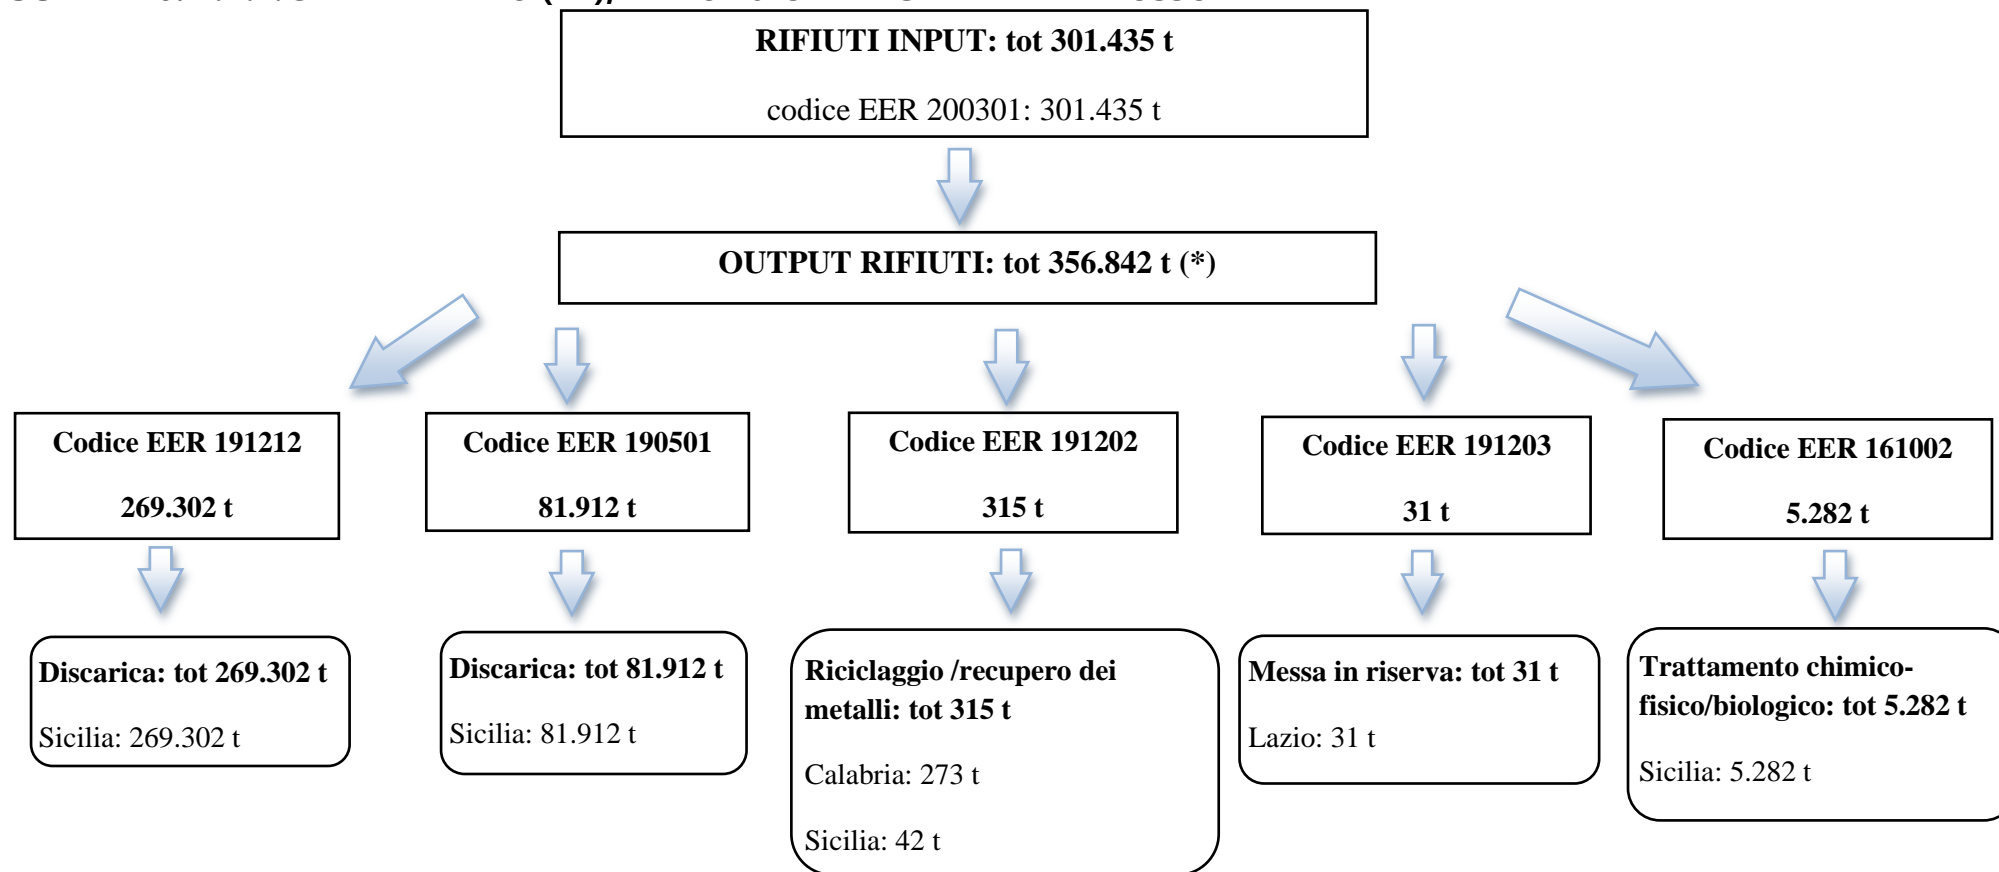 RIFIUTI INPUT: tot 301.435 t
codice EER 200301: 301.435 t
OUTPUT RIFIUTI: tot 356.842 t (*)
Codice EER 191212
269.302 t
Codice EER 190501
81.912 t
Codice EER 191202
315 t
Codice EER 191203
31 t
Codice EER 161002
5.282 t
Discarica: tot 269.302 t
Sicilia: 269.302 t
Discarica: tot 81.912 t
Sicilia: 81.912 t
Riciclaggio /recupero dei
metalli: tot 315 t
Calabria: 273 t
Sicilia: 42 t
Messa in riserva: tot 31 t
Lazio: 31 t
Trattamento chimico-
fisico/biologico: tot 5.282 t
Sicilia: 5.282 t